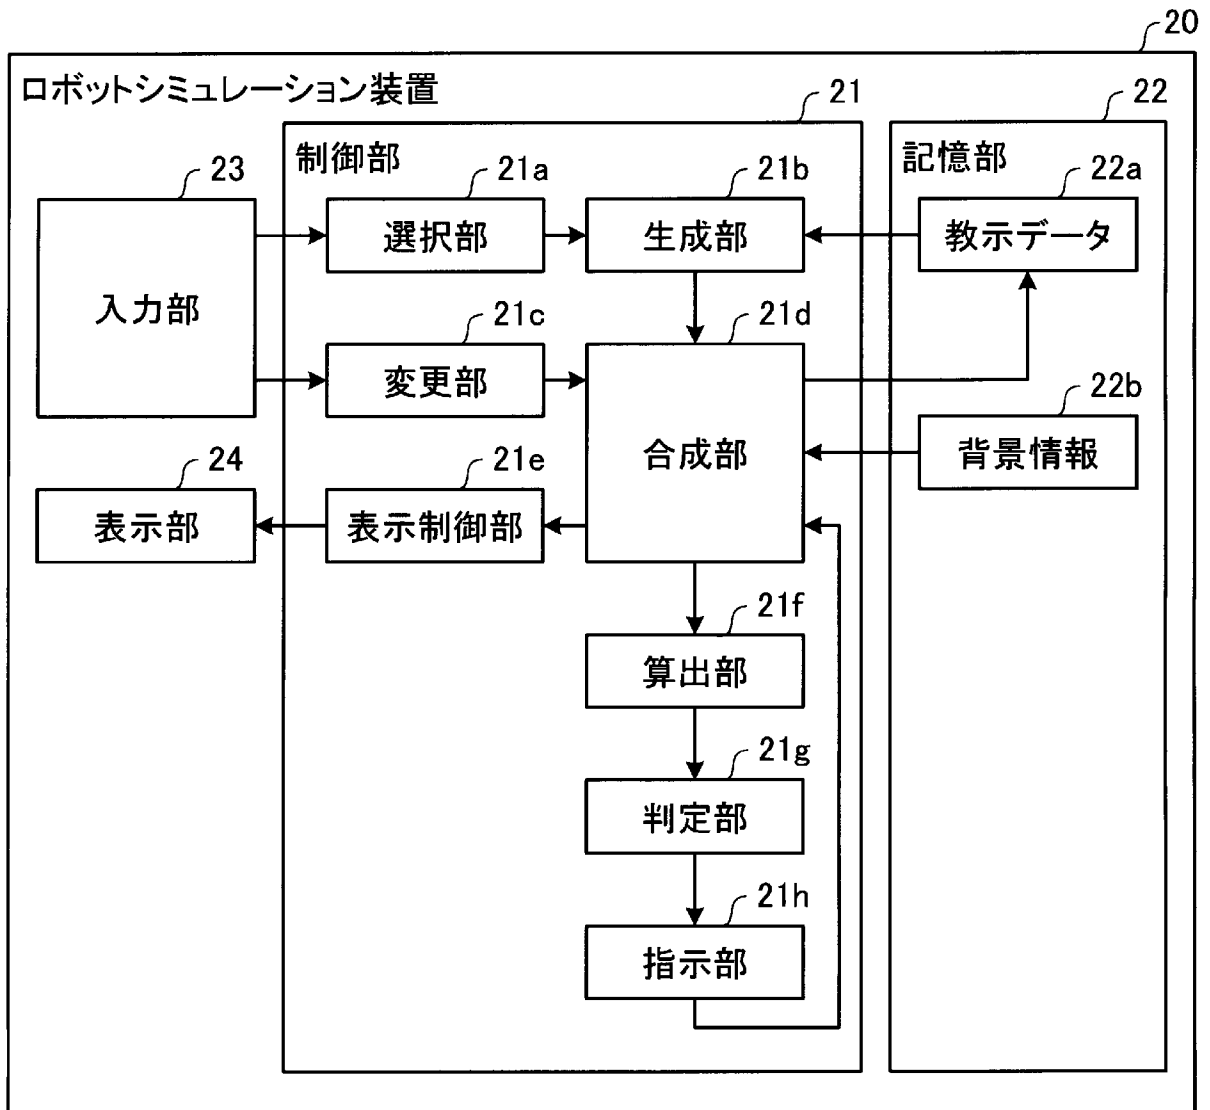 20
ロボットシミュレーション装置
21
22
制御部
記憶部
23
21a
21b
22a
入力部
選択部
生成部
教示データ
21c
21d
変更部
合成部
22b
背景情報
24
21e
表示部
表示制御部
21f
算出部
21g
判定部
21h
指示部